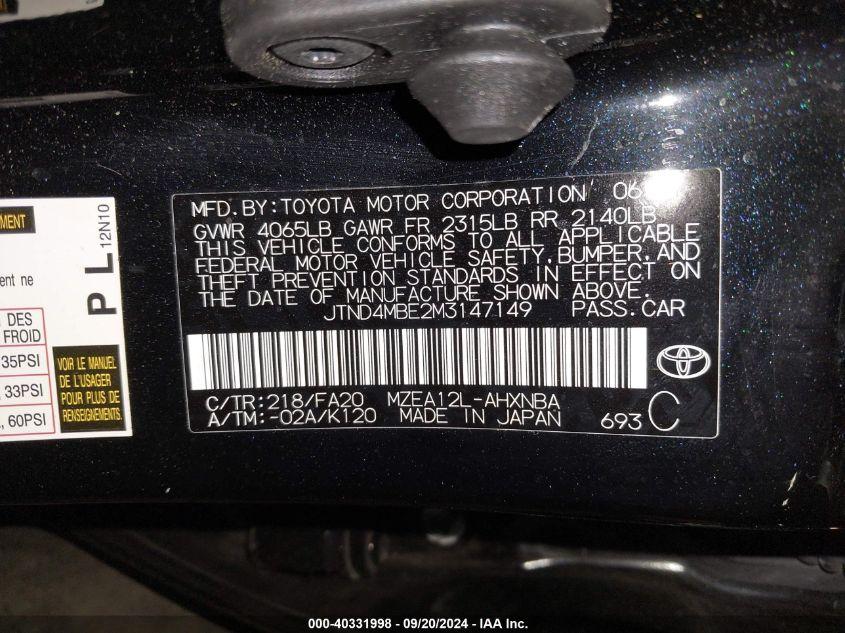 MFD.BY:TOYOTA MOTOR CORPORATION
GVWR 4065LB GAWR FR 2315LB RR 2140LB
THIS VEHICLE CONFORMS TO ALL APPLICABLE
FEDERAL MOTOR VEHICLE SAFETY,BUMPER,AND
THEFT PREVENTION STANDARDS IN EFFECT ON
THE DATE OF MANUFACTURE SHOWN ABOVE.
JTND4MBE2M3147149 PASS.CAR
C/TR:218/FA20 MZEA12L-AHXNBA
A/TM:-02A/K120 MADE IN JAPAN 693 C
ent ne
DES
FROID
35PSI
33PSI
60PSI
P L 12N10
VOIR LE MANUEL
DE L'USAGER
POUR PLUS DE
RENSEIGNEMENTS.
000-40331998 - 09/20/2024 - IAA Inc.